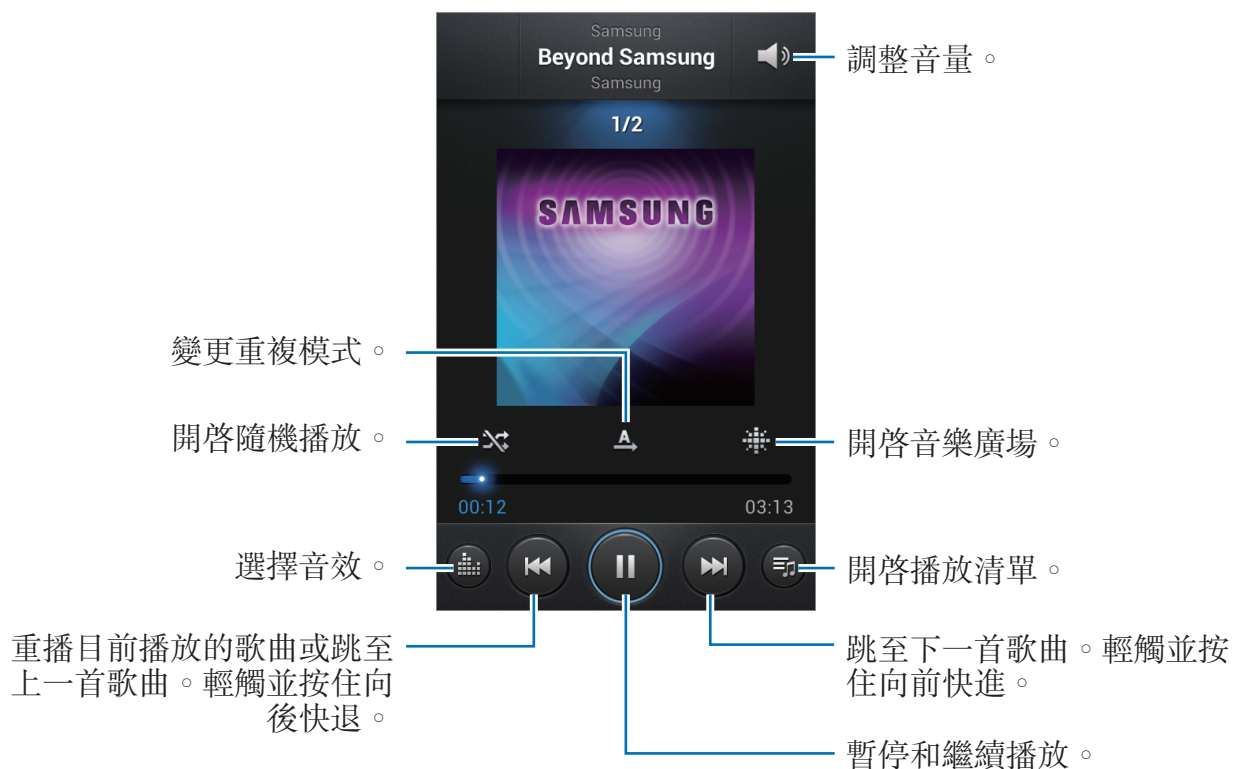 Samsung
Beyond Samsung
Samsung
調整音量。
1/2
SAMSUNG
變更重複模式。
開啓隨機播放。
A
開啓音樂廣場。
00:12
03:13
選擇音效。
開啓播放清單。
重播目前播放的歌曲或跳至
上一首歌曲。輕觸並按住向
後快退。
跳至下一首歌曲。輕觸並按
住向前快進。
暫停和繼續播放。